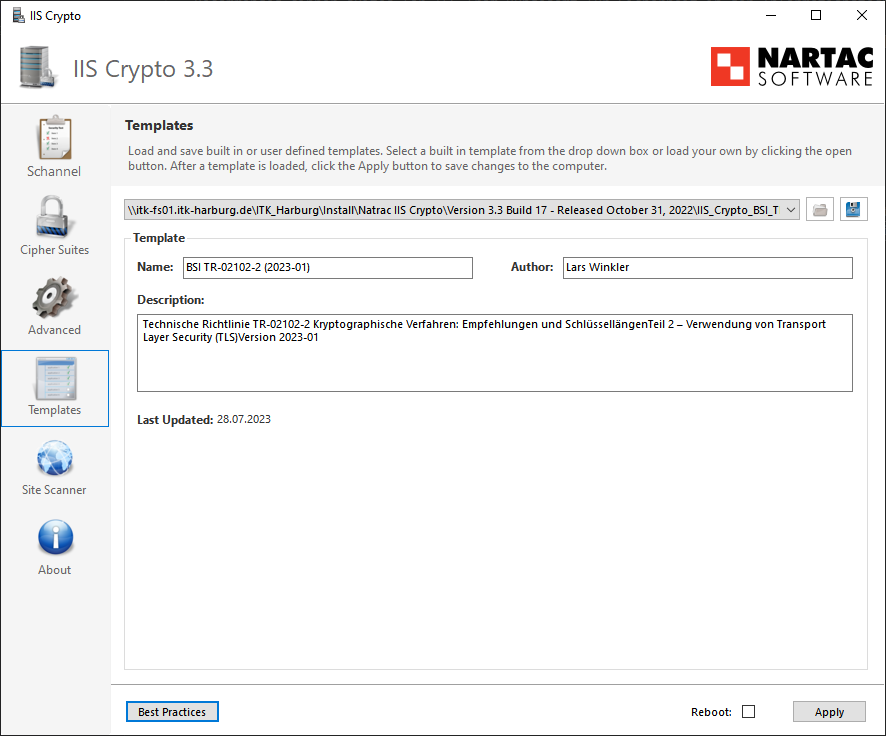 IIS Crypto
IIS Crypto 3.3
NARTAC
SOFTWARE
Schannel
Cipher Suites
Advanced
Templates
Site Scanner
About
Templates
Load and save built in or user defined templates. Select a built in template from the drop down box or load your own by clicking the open
button. After a template is loaded, click the Apply button to save changes to the computer.
\\itk-fs01.itk-harburg.de\ITK_Harburg\Install\Natrac IIS Crypto\Version 3.3 Build 17 - Released October 31, 2022\IIS_Crypto_BSI_T
Template
Name: BSI TR-02102-2 (2023-01) Author: Lars Winkler
Description:
Technische Richtlinie TR-02102-2 Kryptographische Verfahren: Empfehlungen und SchlüssellängenTeil 2 – Verwendung von Transport
Layer Security (TLS)Version 2023-01
Last Updated: 28.07.2023
Best Practices Reboot: Apply